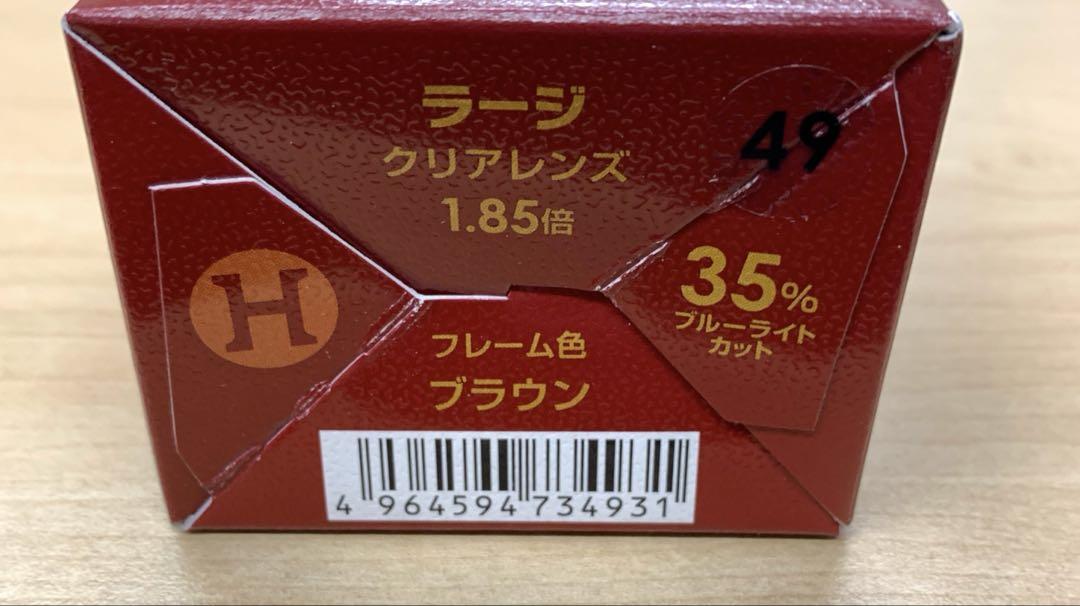 ラージ
クリアレンズ
1.85倍
49
H
35%
ブルーライト
カット
フレーム色
ブラウン
4 964594 734931